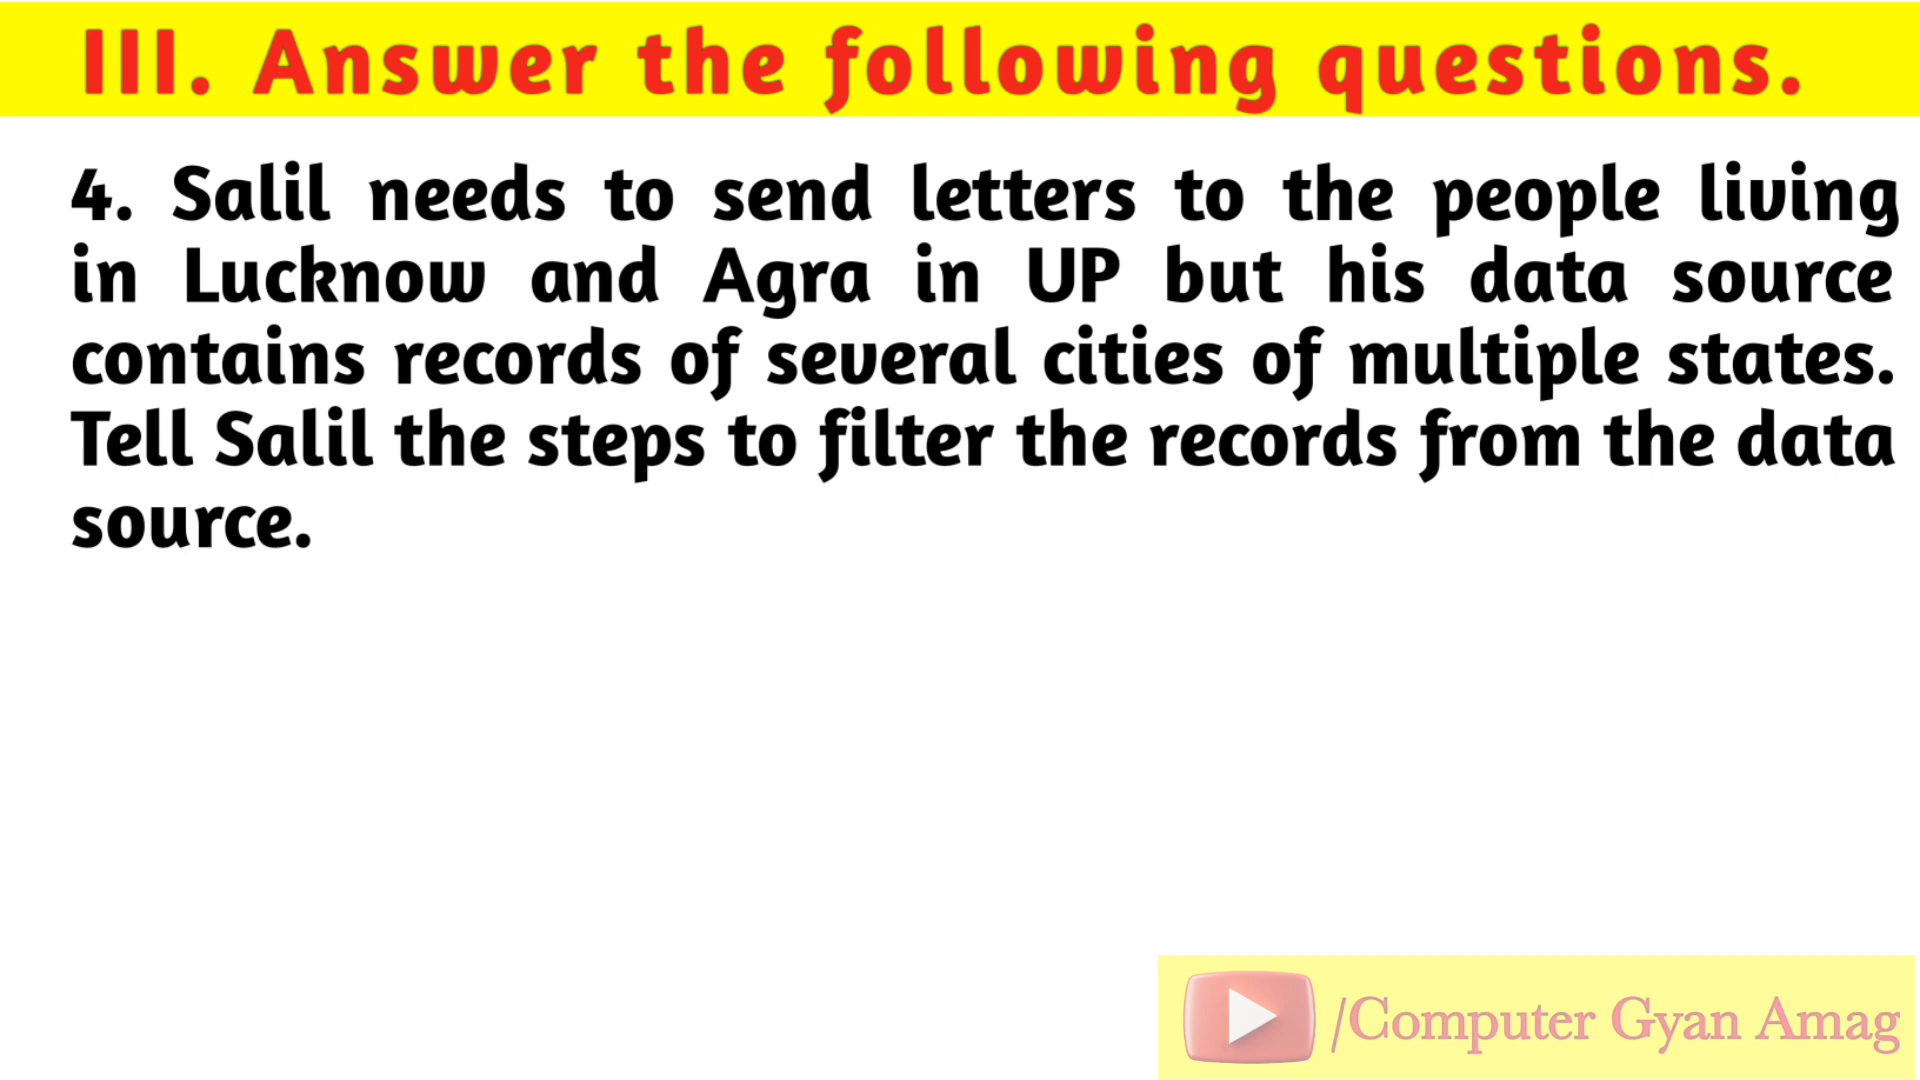 III. Answer the following questions.
4. Salil needs to send letters to the people living
in Lucknow and Agra in UP but his data source
contains records of several cities of multiple states.
Tell Salil the steps to filter the records from the data
source.
/Computer Gyan Amag